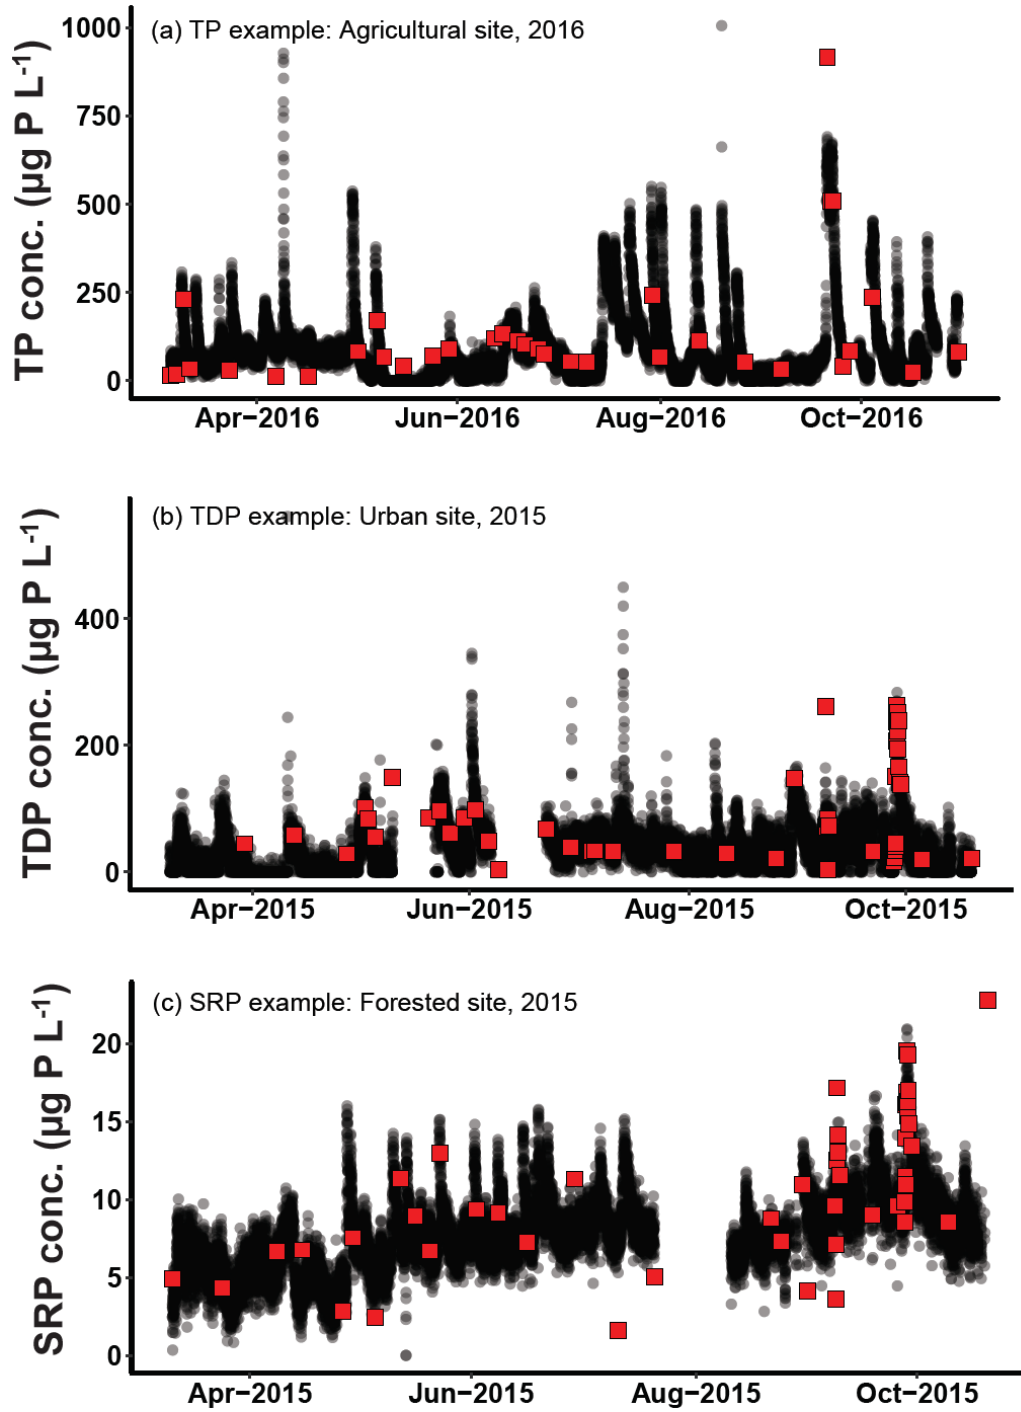 (a) TP example: Agricultural site, 2016
TP conc. (µg P L-1)
1000
750
500
250
0
Apr−2016 Jun−2016 Aug−2016 Oct−2016
(b) TDP example: Urban site, 2015
TDP conc. (µg P L-1)
400
200
0
Apr−2015 Jun−2015 Aug−2015 Oct−2015
(c) SRP example: Forested site, 2015
SRP conc. (µg P L-1)
20
15
10
5
0
Apr−2015 Jun−2015 Aug−2015 Oct−2015